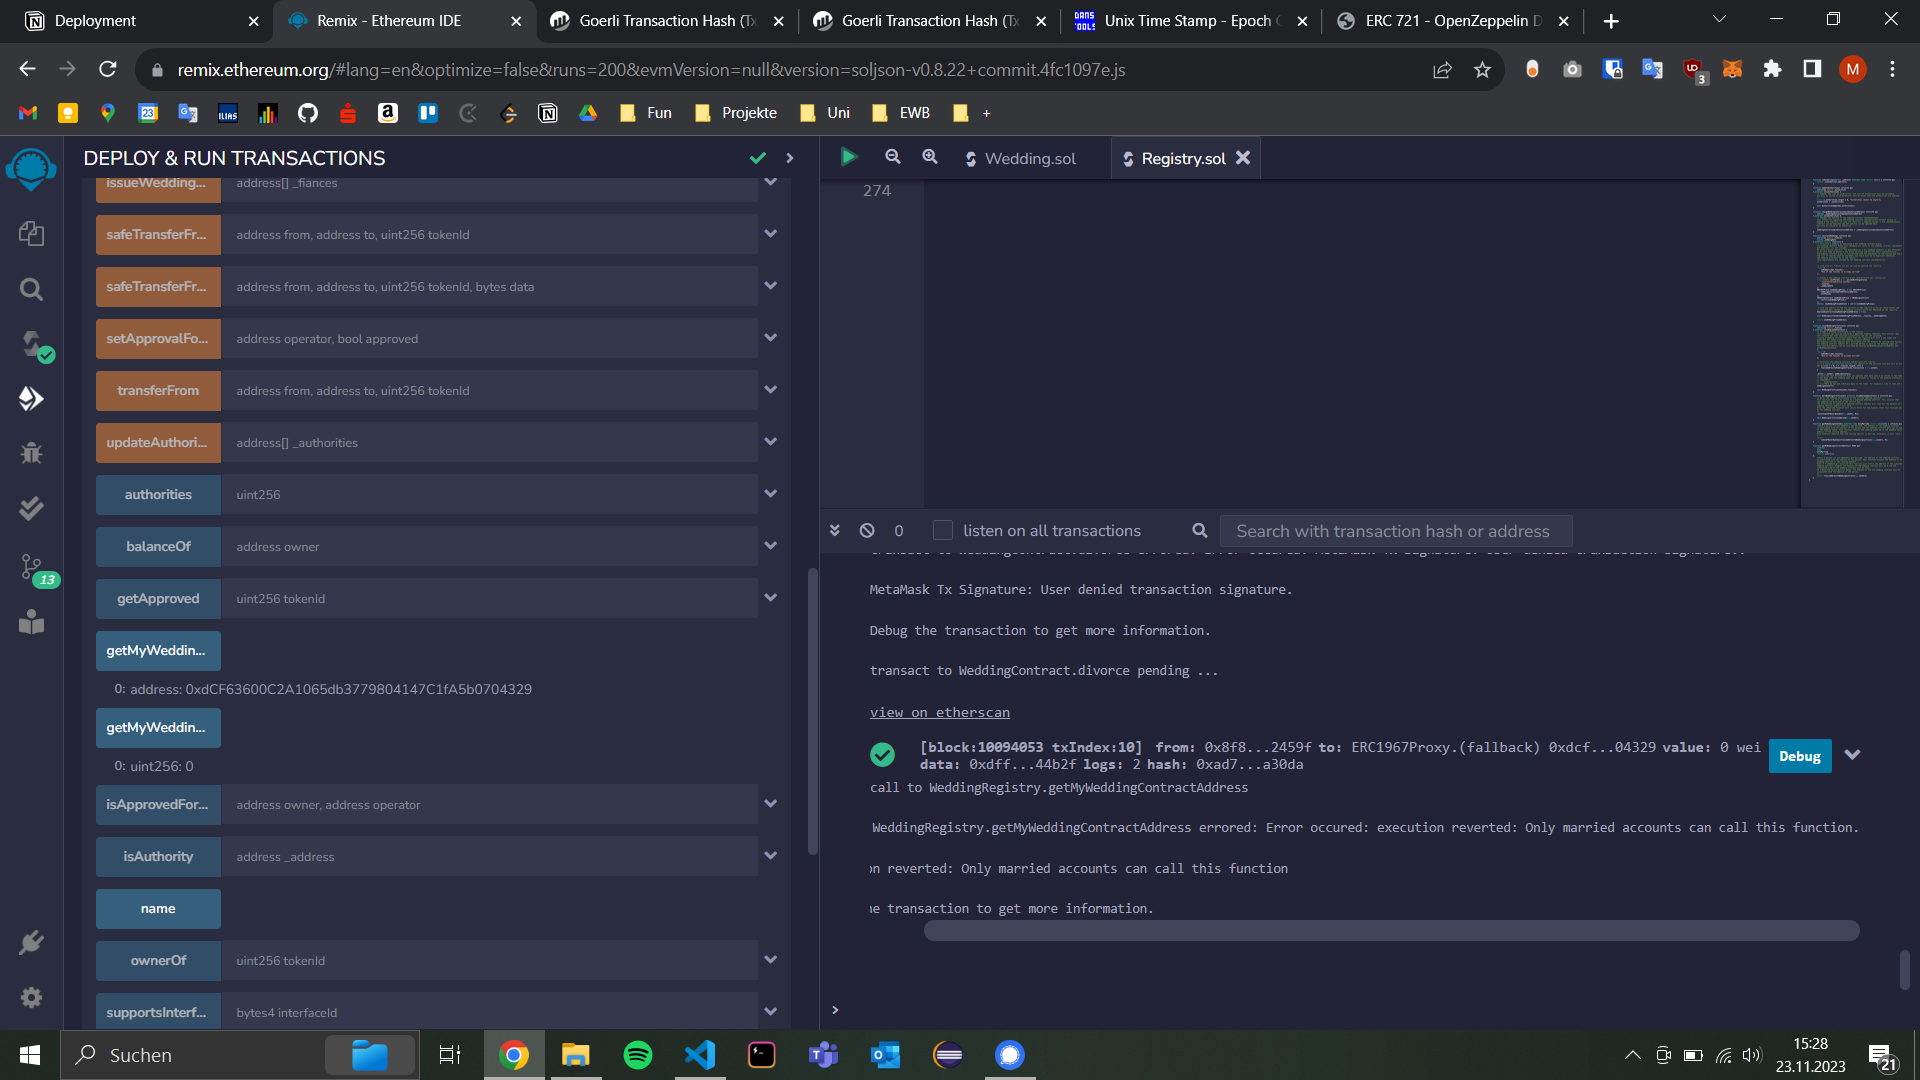 Deployment
Remix - Ethereum IDE
Goerli Transaction Hash (Tx
Goerli Transaction Hash (Tx
DANS TOOLS
Unix Time Stamp - Epoch C
ERC 721 - OpenZeppelin D
remix.ethereum.org/#lang=en&optimize=false&runs=200&evmVersion=null&version=soljson-v0.8.22+commit.4fc1097e.js
3
M
23
ILIAS
Fun
Projekte
Uni
EWB
+
DEPLOY & RUN TRANSACTIONS
Wedding.sol
Registry.sol
issueWedding... address[] _fiances
safeTransferFr... address from, address to, uint256 tokenId
safeTransferFr... address from, address to, uint256 tokenId, bytes data
setApprovalFo... address operator, bool approved
transferFrom address from, address to, uint256 tokenId
updateAuthori... address[] _authorities
authorities uint256
balanceOf address owner
getApproved uint256 tokenId
getMyWeddin...
0: address: 0xdCF63600C2A1065db3779804147C1fA5b0704329
getMyWeddin...
0: uint256: 0
isApprovedFor... address owner, address operator
isAuthority address _address
name
ownerOf uint256 tokenId
supportsInterf... bytes4 interfaceId
13
274
0
listen on all transactions
Search with transaction hash or address
MetaMask Tx Signature: User denied transaction signature.
Debug the transaction to get more information.
transact to WeddingContract.divorce pending ...
view on etherscan
[block:10094053 txIndex:10] from: 0x8f8...2459f to: ERC1967Proxy.(fallback) 0xdcf...04329 value: 0 wei
data: 0xdff...44b2f logs: 2 hash: 0xad7...a30da
Debug
call to WeddingRegistry.getMyWeddingContractAddress
WeddingRegistry.getMyWeddingContractAddress errored: Error occured: execution reverted: Only married accounts can call this function.
on reverted: Only married accounts can call this function
he transaction to get more information.
>
Suchen
15:28
23.11.2023
21